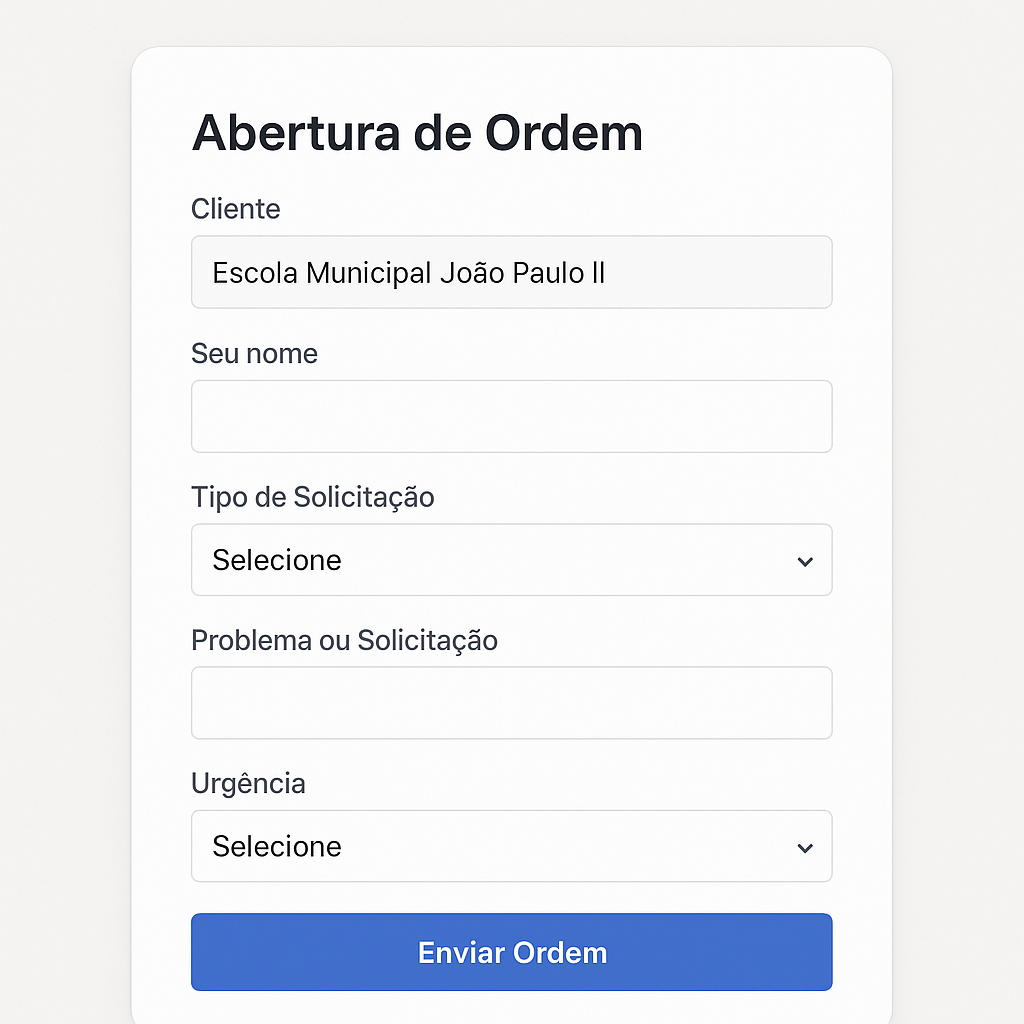 Abertura de Ordem
Cliente
Escola Municipal João Paulo II
Seu nome
Tipo de Solicitação
Selecione
Problema ou Solicitação
Urgência
Selecione
Enviar Ordem